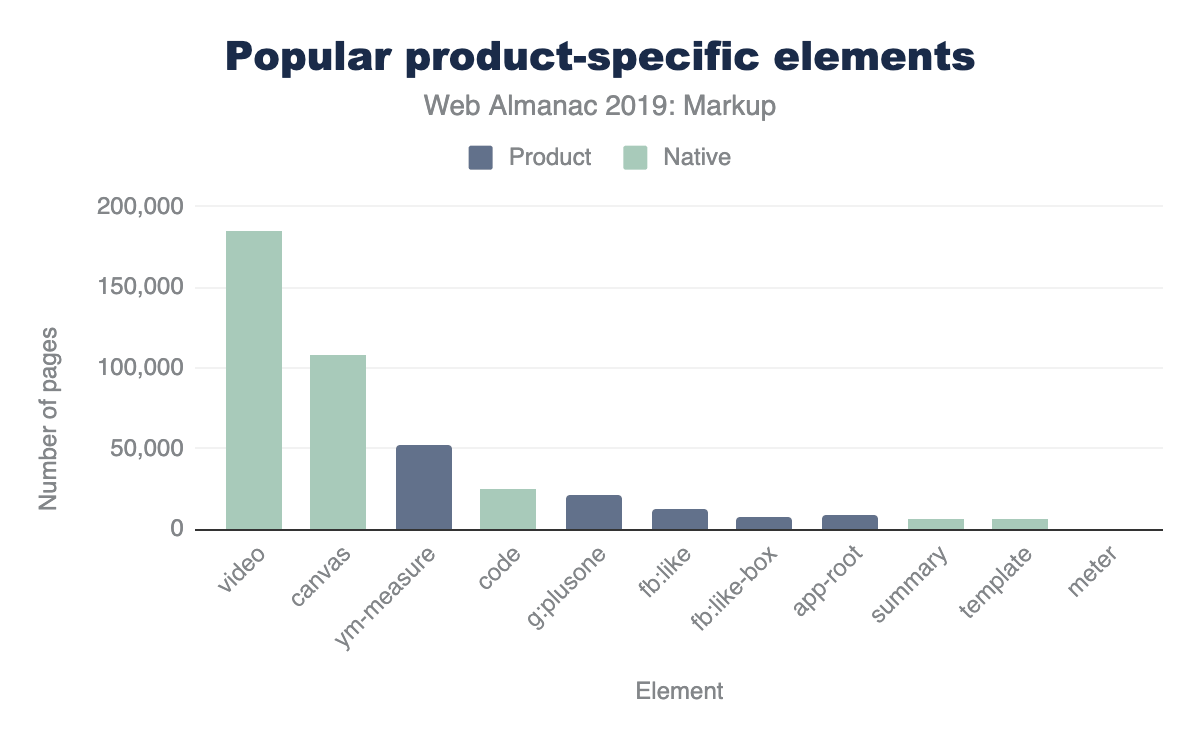 Popular product-specific elements
Web Almanac 2019: Markup
Product Native
200,000
150,000
100,000
50,000
0
Number of pages
video
canvas
ym-measure
code
g:plusone
fb:like
fb:like-box
app-root
summary
template
meter
Element